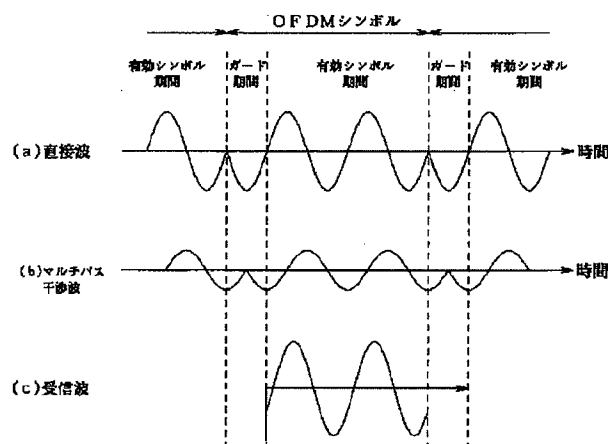 OFDMシンボル
有効シンボル
期間
ガード
期間
有効シンボル
期間
ガード
期間
有効シンボル
期間
(a)直接波
時間
(b)マルチパス
干渉波
時間
(c)受信波